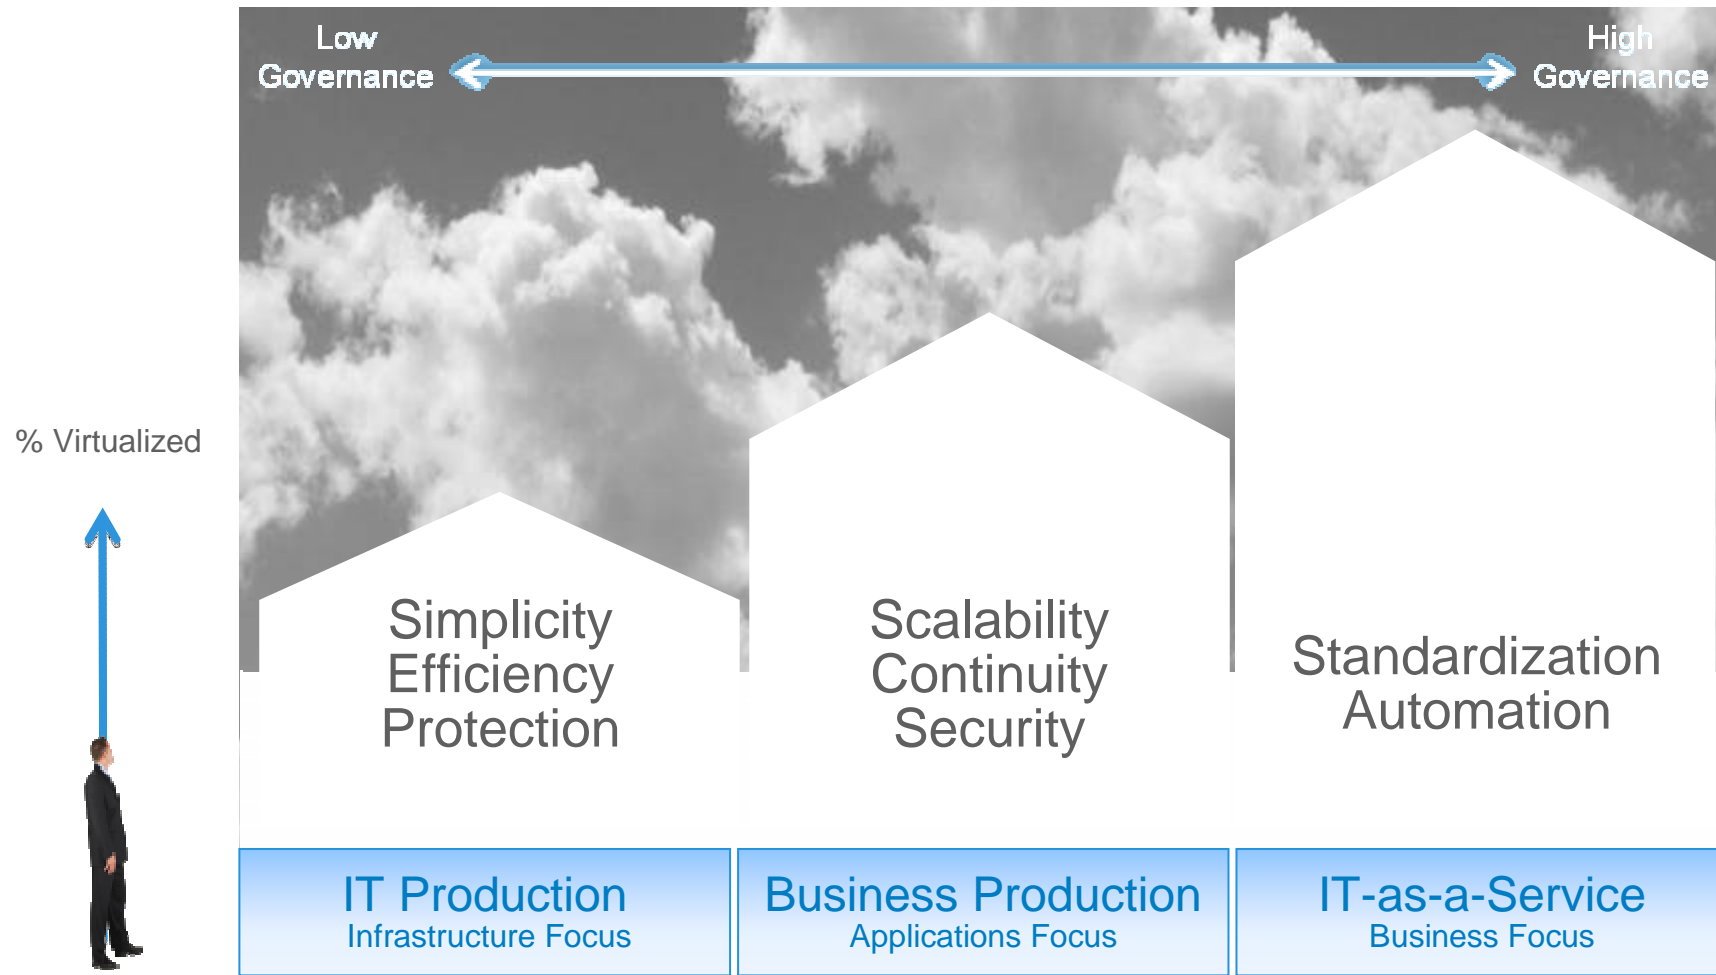 Low
Governance
High
Governance
% Virtualized
Simplicity
Efficiency
Protection
Scalability
Continuity
Security
Standardization
Automation
IT Production
Infrastructure Focus
Business Production
Applications Focus
IT-as-a-Service
Business Focus